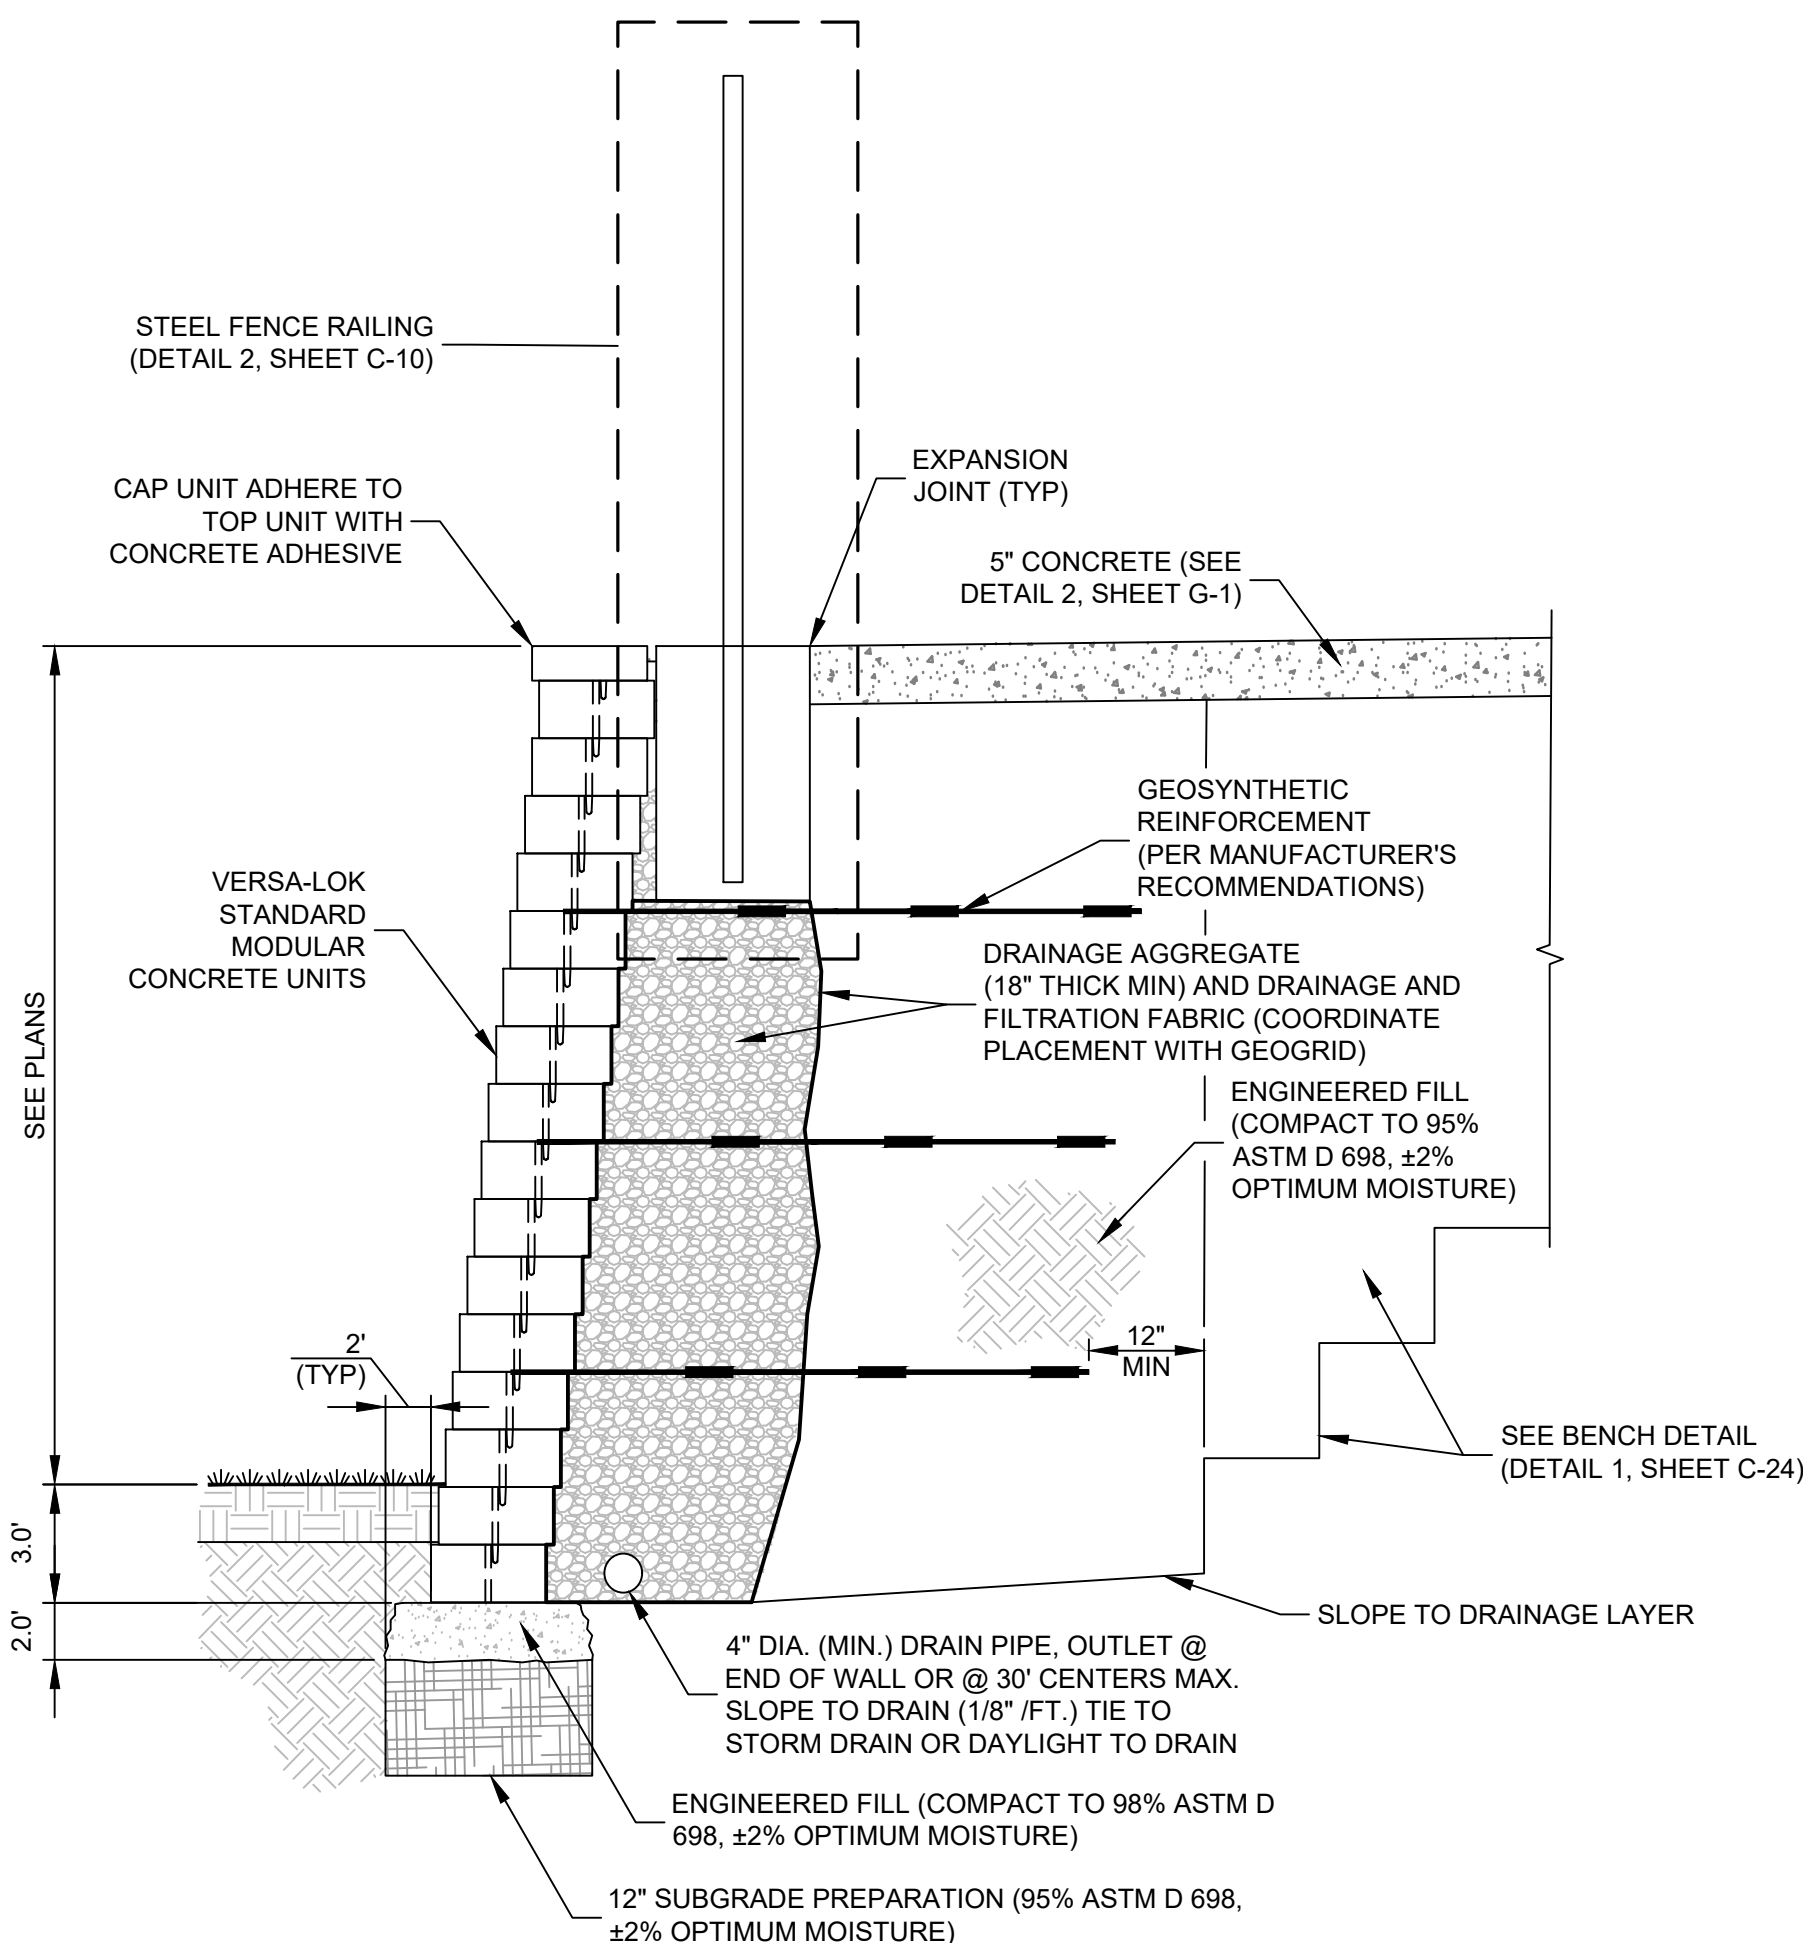 STEEL FENCE RAILING
(DETAIL 2, SHEET C-10)
EXPANSION
JOINT (TYP)
CAP UNIT ADHERE TO
TOP UNIT WITH
CONCRETE ADHESIVE
5" CONCRETE (SEE
DETAIL 2, SHEET G-1)
GEOSYNTHETIC
REINFORCEMENT
(PER MANUFACTURER'S
RECOMMENDATIONS)
VERSA-LOK
STANDARD
MODULAR
CONCRETE UNITS
DRAINAGE AGGREGATE
(18" THICK MIN) AND DRAINAGE AND
FILTRATION FABRIC (COORDINATE
PLACEMENT WITH GEOGRID)
SEE PLANS
ENGINEERED FILL
(COMPACT TO 95%
ASTM D 698, ±2%
OPTIMUM MOISTURE)
2'
(TYP)
12"
MIN
SEE BENCH DETAIL
(DETAIL 1, SHEET C-24)
3.0'
2.0'
SLOPE TO DRAINAGE LAYER
4" DIA. (MIN.) DRAIN PIPE, OUTLET @
END OF WALL OR @ 30' CENTERS MAX.
SLOPE TO DRAIN (1/8" /FT.) TIE TO
STORM DRAIN OR DAYLIGHT TO DRAIN
ENGINEERED FILL (COMPACT TO 98% ASTM D
698, ±2% OPTIMUM MOISTURE)
12" SUBGRADE PREPARATION (95% ASTM D 698,
±2% OPTIMUM MOISTURE)